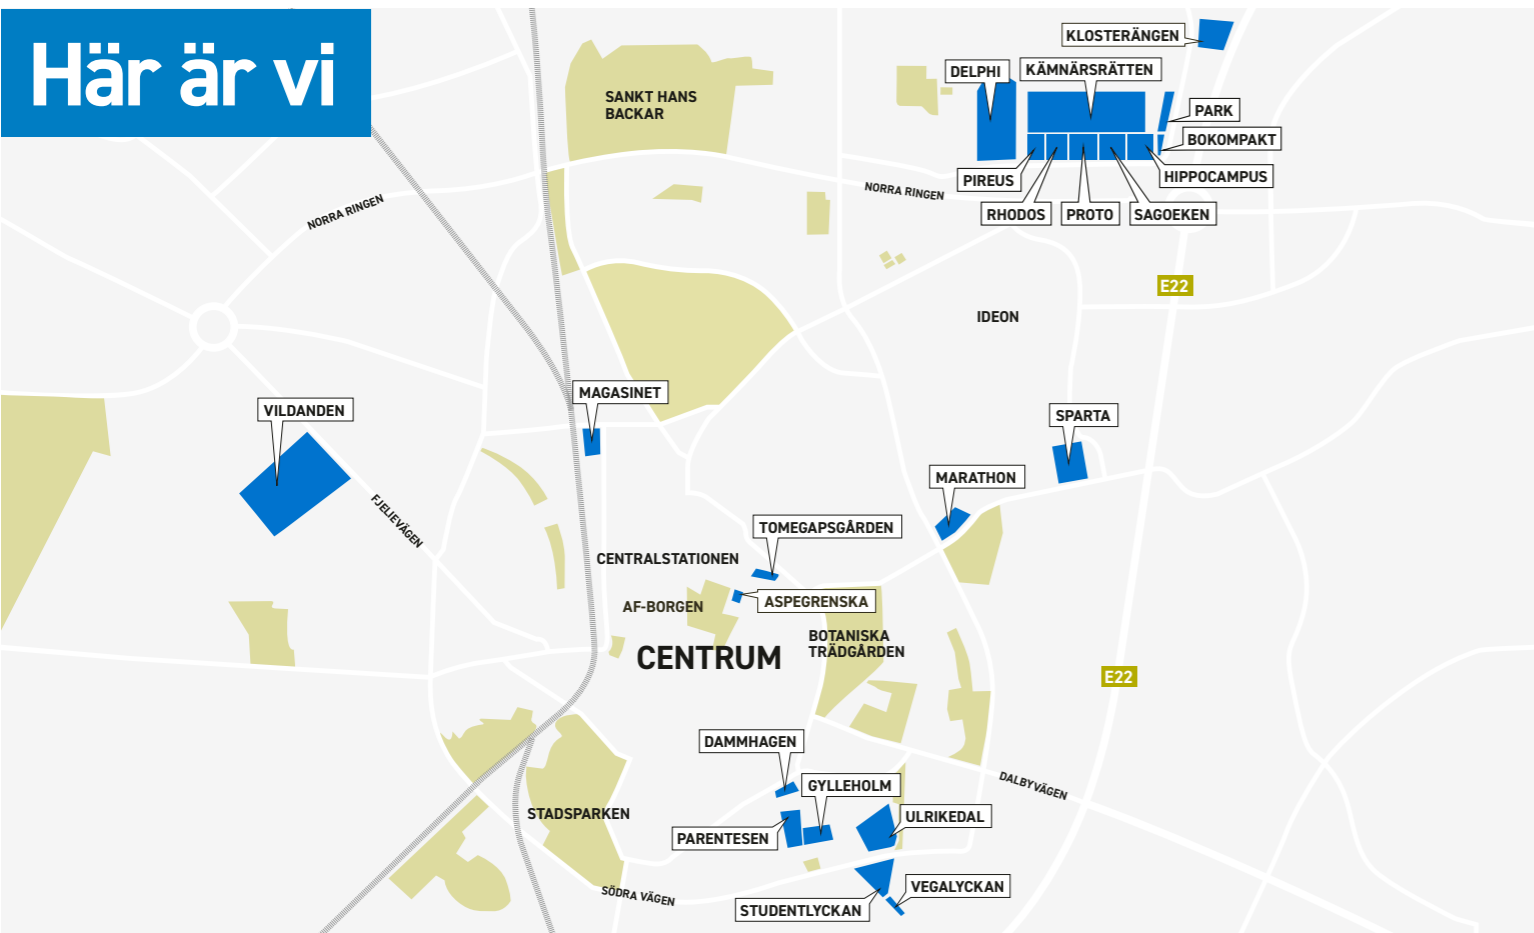 Här är vi
KLOSTERÄNGEN
DELPHI
KÄMNÄRSRÄTTEN
SANKT HANS
BACKAR
PARK
BOKOMPAKT
PIREUS
HIPPOCAMPUS
NORRA RINGEN
NORRA RINGEN
RHODOS
PROTO
SAGOEKEN
E22
IDEON
MAGASINET
VILDANDEN
SPARTA
MARATHON
FJELIEVÄGEN
TOMEGAPSGÅRDEN
CENTRALSTATIONEN
ASPEGRENSKA
AF-BORGEN
BOTANISKA
TRÄDGÅRDEN
CENTRUM
E22
DAMMHAGEN
DALBYVÄGEN
GYLLEHOLM
STADSPARKEN
ULRIKEDAL
PARENTESEN
SÖDRA VÄGEN
VEGALYCKAN
STUDENTLYCKAN